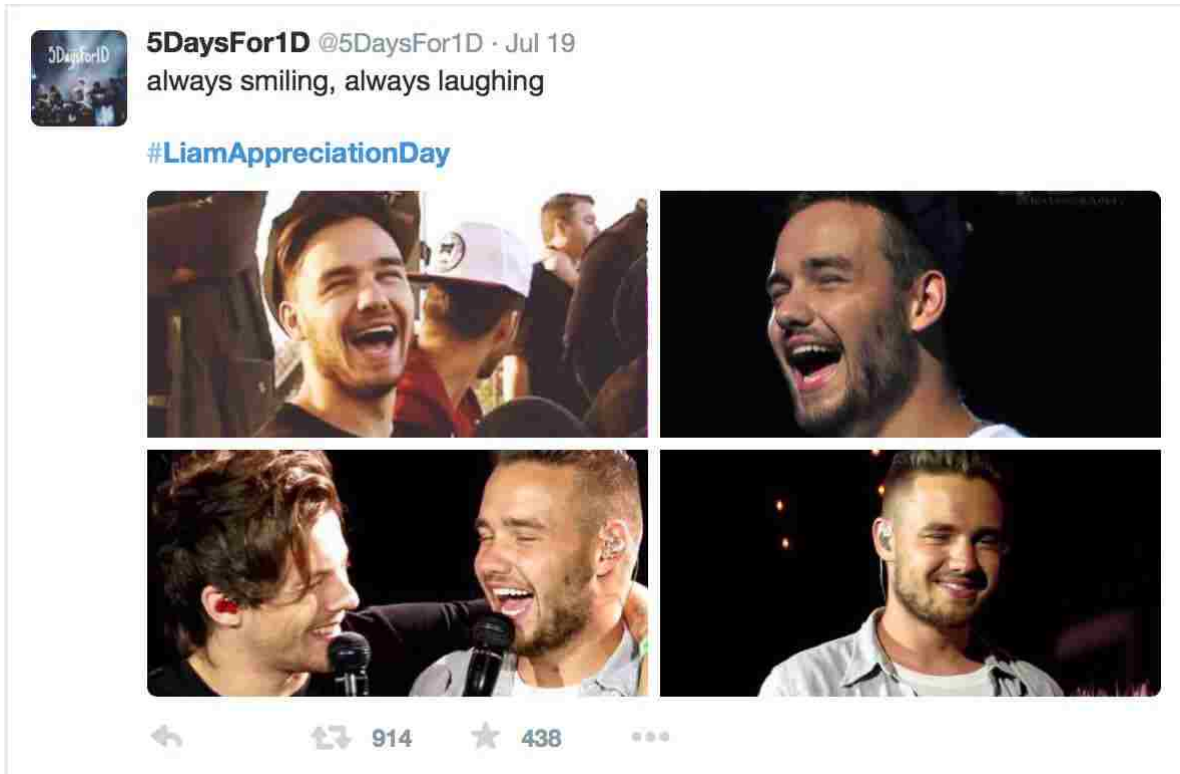 5DaysFor1D @5DaysFor1D · Jul 19
5DaysFor1D
always smiling, always laughing
#LiamAppreciationDay
914 438